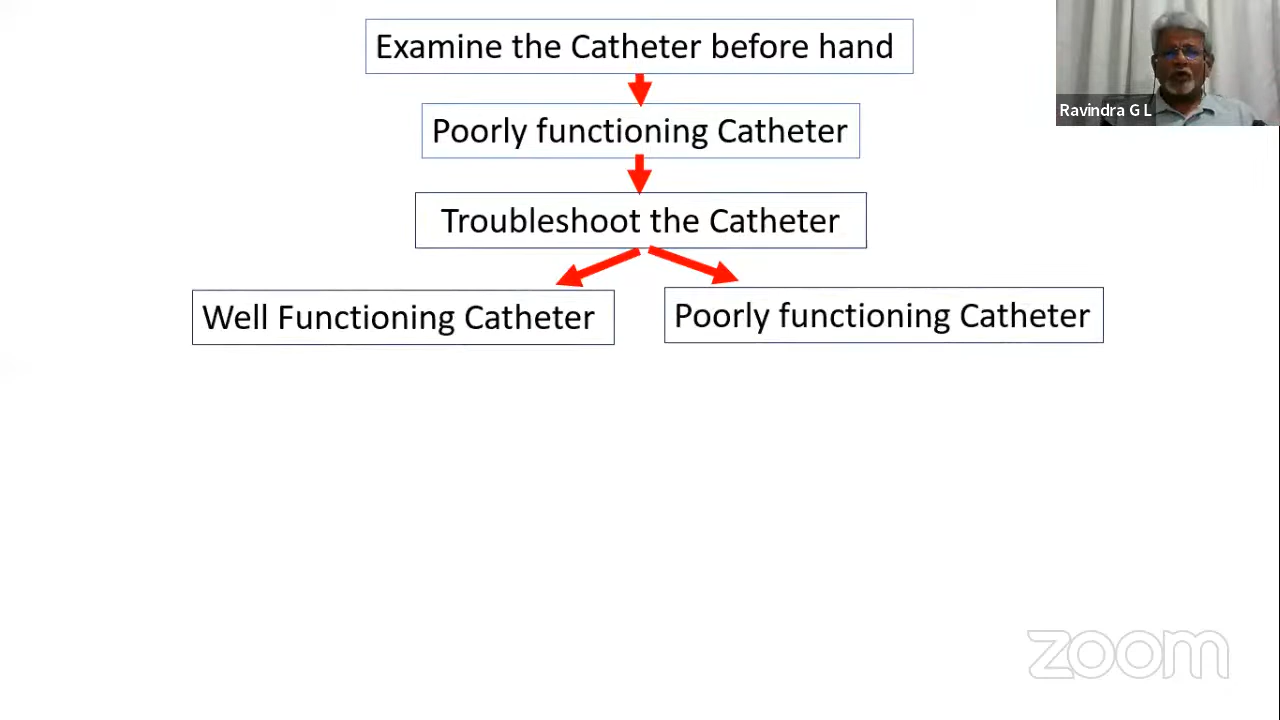 Examine the Catheter before hand
Ravindra G L
Poorly functioning Catheter
Troubleshoot the Catheter
Well Functioning Catheter
Poorly functioning Catheter
zoom